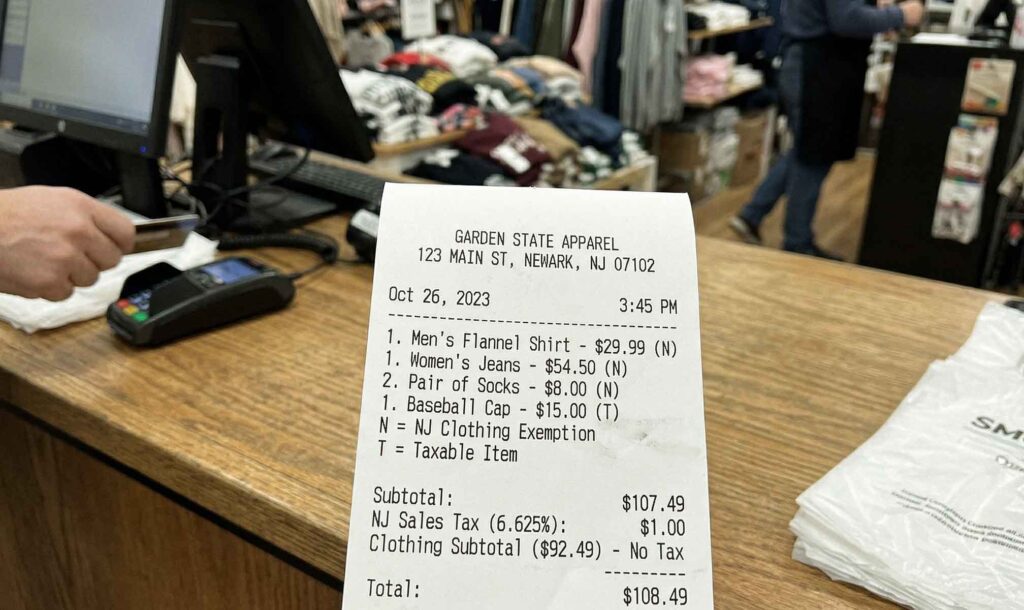 GARDEN STATE APPAREL
123 MAIN ST, NEWARK, NJ 07102
Oct 26, 2023 3:45 PM
--------------------------------
1. Men's Flannel Shirt - $29.99 (N)
1. Women's Jeans - $54.50 (N)
2. Pair of Socks - $8.00 (N)
1. Baseball Cap - $15.00 (T)
N = NJ Clothing Exemption
T = Taxable Item
Subtotal: $107.49
NJ Sales Tax (6.625%): $1.00
Clothing Subtotal ($92.49) - No Tax
---------
Total: $108.49